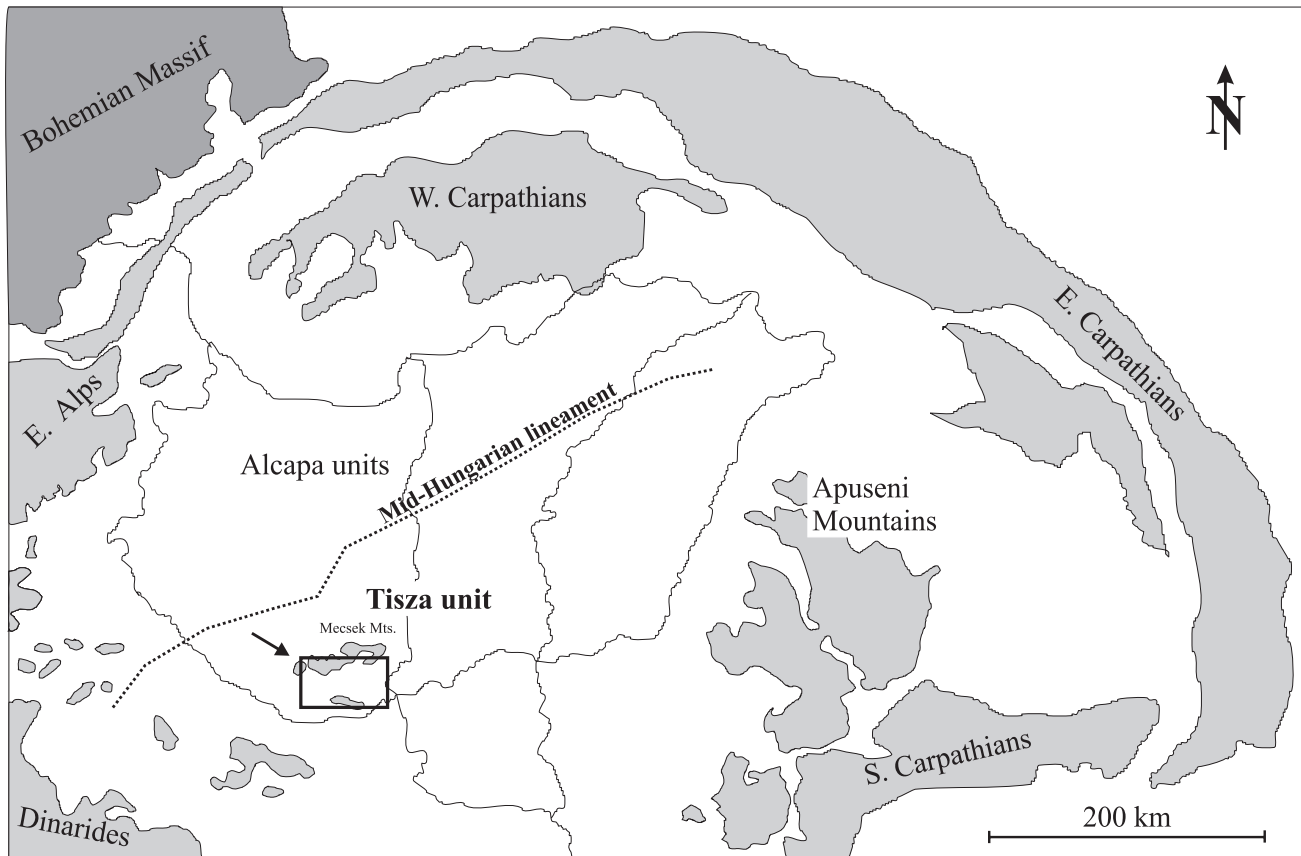 Bohemian Massif
N
W. Carpathians
E. Carpathians
E. Alps
Alcapa units
Mid-Hungarian lineament
Apuseni
Mountains
Tisza unit
Mecsek Mts.
S. Carpathians
Dinarides
200 km